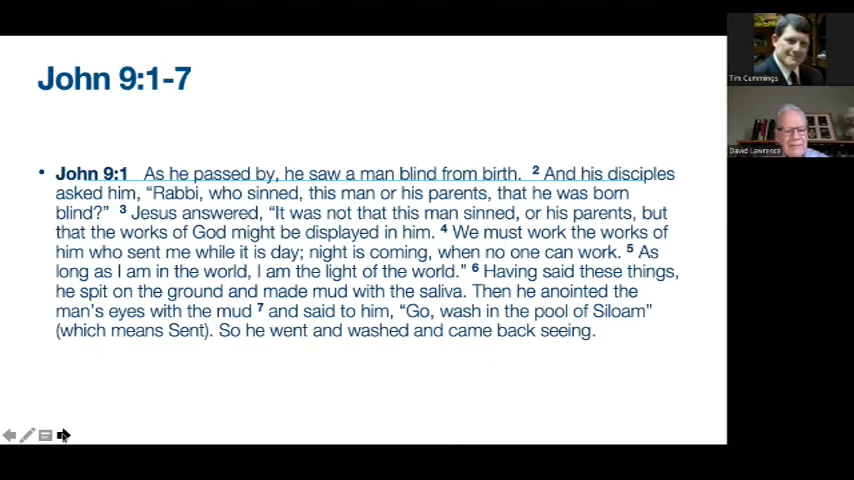 John 9:1-7
• John 9:1 As he passed by, he saw a man blind from birth. 2 And his disciples
asked him, “Rabbi, who sinned, this man or his parents, that he was born
blind?” 3 Jesus answered, “It was not that this man sinned, or his parents, but
that the works of God might be displayed in him. 4 We must work the works of
him who sent me while it is day; night is coming, when no one can work. 5 As
long as I am in the world, I am the light of the world.” 6 Having said these things,
he spit on the ground and made mud with the saliva. Then he anointed the
man’s eyes with the mud 7 and said to him, “Go, wash in the pool of Siloam”
(which means Sent). So he went and washed and came back seeing.
Tim Cummings
David Lawrence